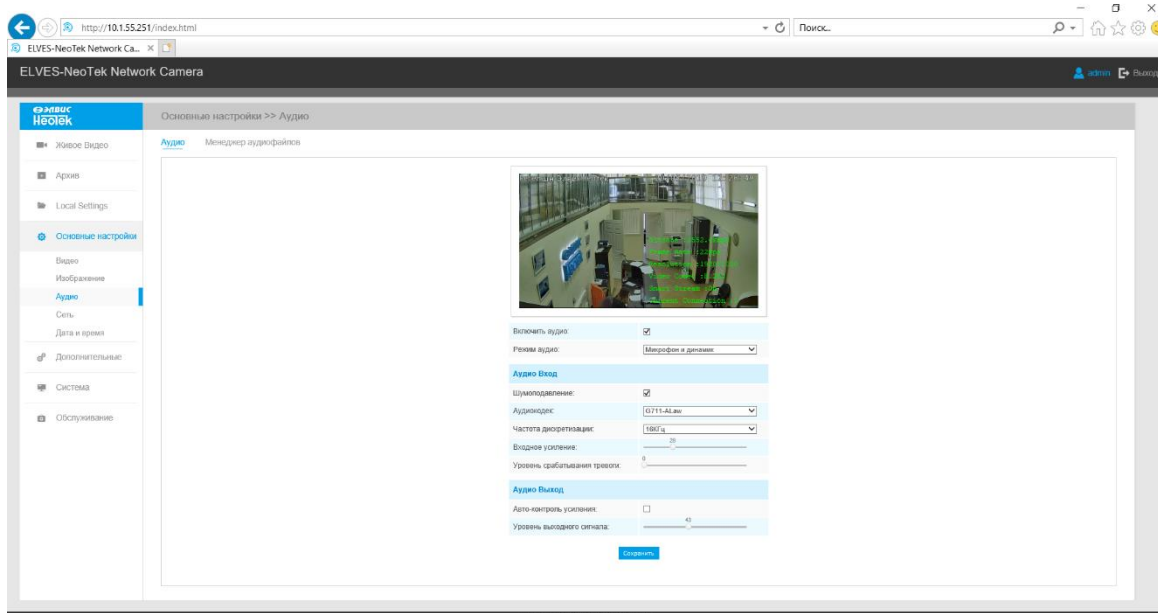 http://10.1.55.251/index.html
Поиск...
ELVES-NeoTek Network Ca...
ELVES-NeoTek Network Camera
admin Выход
ЭЛВИС
НеоТек
Основные настройки >> Аудио
Живое Видео
Аудио Менеджер аудиофайлов
Архив
Local Settings
Основные настройки
Видео
Изображение
Аудио
Сеть
Дата и время
Дополнительные
Система
Обслуживание
Включить аудио:
Режим аудио: Микрофон и динамик
Аудио Вход
Шумоподавление:
Аудиокодек: G711-ALaw
Частота дискретизации: 16КГц
Входное усиление:
Уровень срабатывания тревоги: 0
Аудио Выход
Авто-контроль усиления:
Уровень выходного сигнала: 43
Сохранить